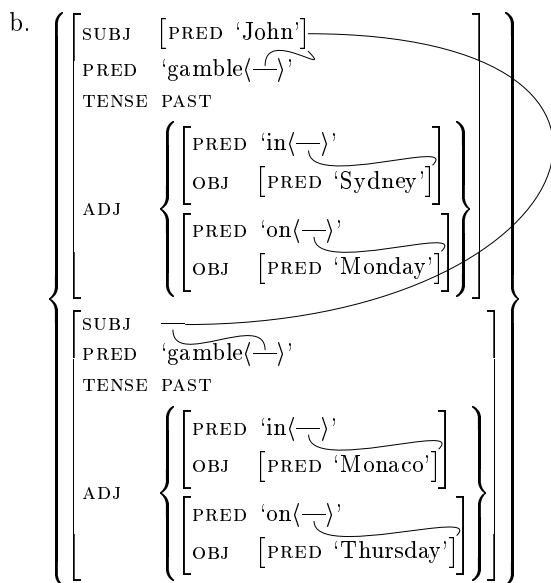 b.
SUBJ [PRED ‘John’]
PRED ‘gamble⟨—⟩’
TENSE PAST
PRED ‘in⟨—⟩’
OBJ [PRED ‘Sydney’]
ADJ
PRED ‘on⟨—⟩’
OBJ [PRED ‘Monday’]
SUBJ
PRED ‘gamble⟨—⟩’
TENSE PAST
PRED ‘in⟨—⟩’
OBJ [PRED ‘Monaco’]
ADJ
PRED ‘on⟨—⟩’
OBJ [PRED ‘Thursday’]